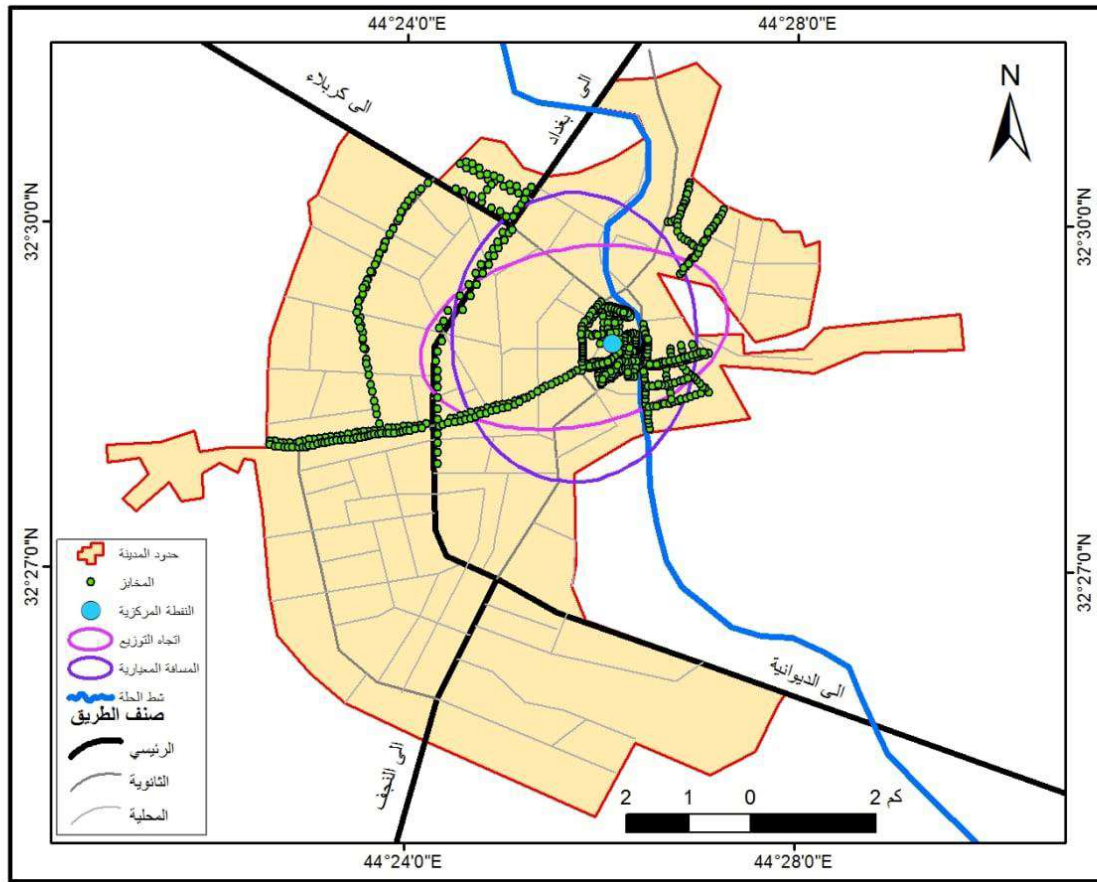 44°24'0"E
44°28'0"E
الى كربلاء
الى
بغداد
N
32°30'0"N
32°30'0"N
32°27'0"N
32°27'0"N
حدود المدينة
المخابز
النقطة المركزية
اتجاه التوزيع
المسافة المعيارية
شط الحلة
صنف الطريق
الرئيسي
الثانوية
المحلية
الى الديوانية
الى النجف
2 1 0 2 كم
44°24'0"E
44°28'0"E